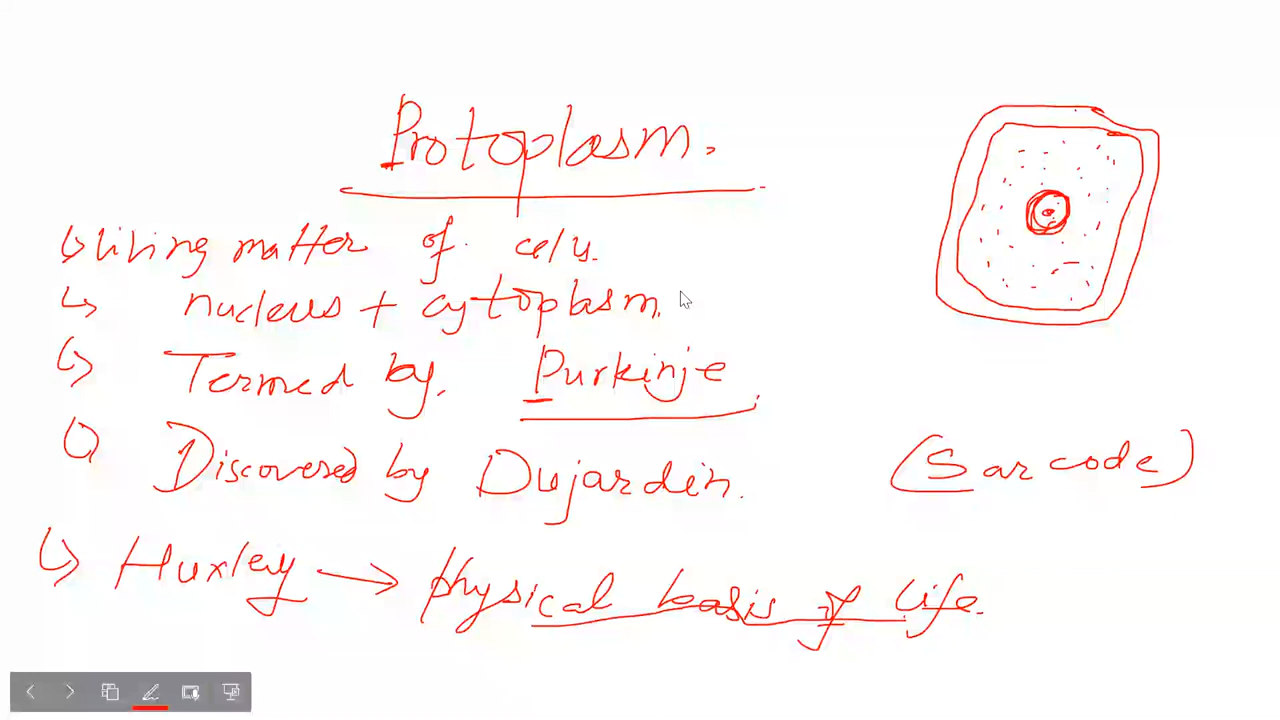 Protoplasm.
↳ living matter of cells.
↳ nucleus + cytoplasm.
↳ Termed by. Purkinje
Discovered by Dujardin. (Sarcode)
↳ Huxley → physical basis of life.